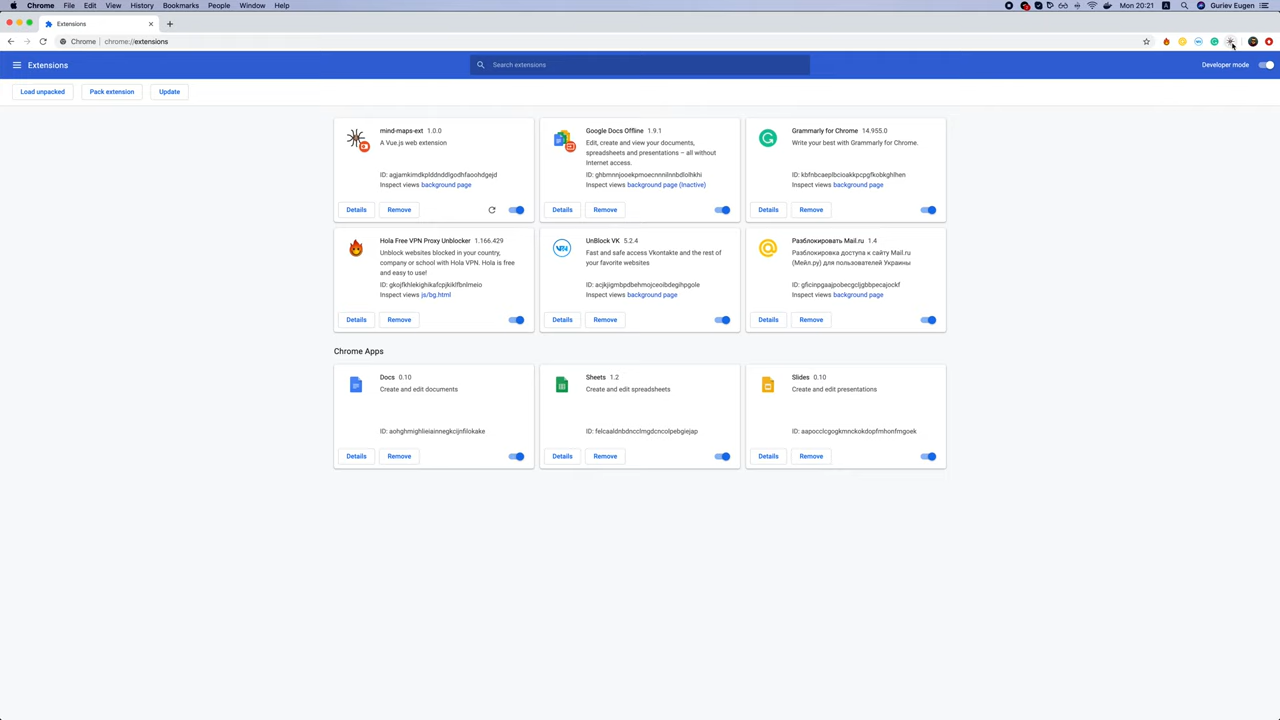 Chrome File Edit View History Bookmarks People Window Help Mon 20:21 A Guriev Eugen
Extensions
Chrome chrome://extensions
Extensions Search extensions Developer mode
Load unpacked Pack extension Update
mind-maps-ext 1.0.0
A Vue.js web extension
ID: agjamkimdkplddnddlgodhfaoohdgejd
Inspect views background page
Details Remove
Google Docs Offline 1.9.1
Edit, create and view your documents,
spreadsheets and presentations – all without
Internet access.
ID: ghbmnnjooekpmoecnnnilnnbdlolhkhi
Inspect views background page (Inactive)
Details Remove
Grammarly for Chrome 14.955.0
Write your best with Grammarly for Chrome.
ID: kbfnbcaeplbcioakkpcpgfkobkghlhen
Inspect views background page
Details Remove
Hola Free VPN Proxy Unblocker 1.166.429
Unblock websites blocked in your country,
company or school with Hola VPN. Hola is free
and easy to use!
ID: gkojfkhlekighikafcpjkiklfbnlmeio
Inspect views js/bg.html
Details Remove
VPN
UnBlock VK 5.2.4
Fast and safe access Vkontakte and the rest of
your favorite websites
ID: acjkjigmbpdbehmojceoibdegihpgole
Inspect views background page
Details Remove
Разблокировать Mail.ru 1.4
Разблокировка доступа к сайту Mail.ru
(Мейл.ру) для пользователей Украины
ID: gficinpgaajpobecgcljgbbpecajockf
Inspect views background page
Details Remove
Chrome Apps
Docs 0.10
Create and edit documents
ID: aohghmighlieiainnegkcijnfilokake
Details Remove
Sheets 1.2
Create and edit spreadsheets
ID: felcaaldnbdncclmgdcncolpebgiejap
Details Remove
Slides 0.10
Create and edit presentations
ID: aapocclcgogkmnckokdopfmhonfmgoek
Details Remove